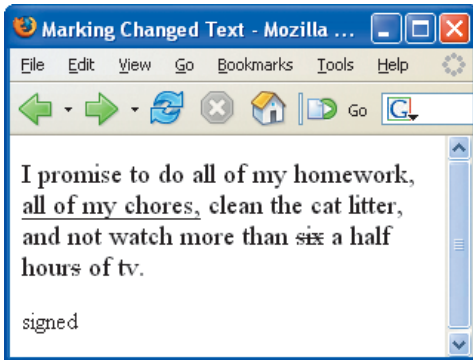 Marking Changed Text - Mozilla ...
File Edit View Go Bookmarks Tools Help
Go G
I promise to do all of my homework,
all of my chores, clean the cat litter,
and not watch more than six a half
hours of tv.
signed